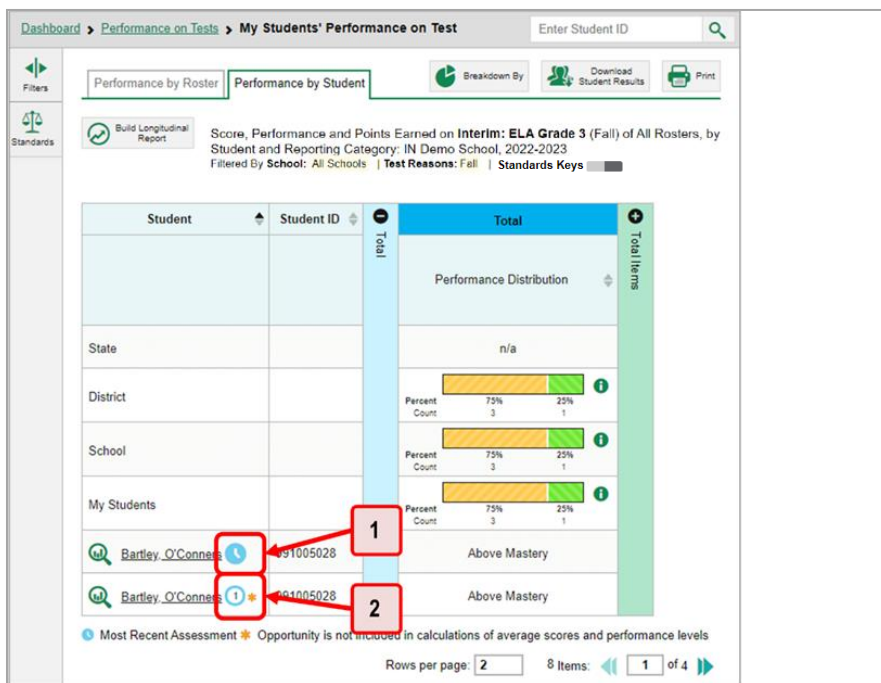 Dashboard > Performance on Tests > My Students' Performance on Test
Enter Student ID
Filters
Standards
Performance by Roster
Performance by Student
Breakdown By
Download
Student Results
Print
Build Longitudinal
Report
Score, Performance and Points Earned on Interim: ELA Grade 3 (Fall) of All Rosters, by
Student and Reporting Category: IN Demo School, 2022-2023
Filtered By School: All Schools | Test Reasons: Fall | Standards Keys
Student
Student ID
Total
Total
Total Items
Performance Distribution
State
n/a
District
Percent 75% 25%
Count 3 1
School
Percent 75% 25%
Count 3 1
My Students
Percent 75% 25%
Count 3 1
1
Bartley, O'Conners
91005028
Above Mastery
Bartley, O'Conners 1 *
91005028
Above Mastery
2
Most Recent Assessment * Opportunity is not included in calculations of average scores and performance levels
Rows per page: 2 8 Items: 1 of 4